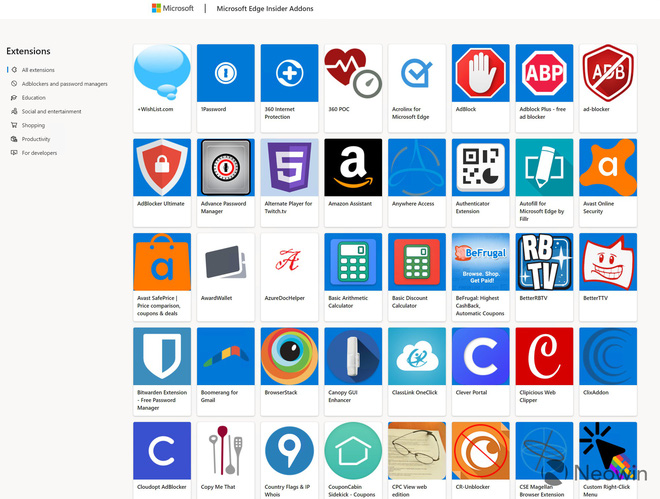 Microsoft | Microsoft Edge Insider Addons
Extensions
All extensions
Adblockers and password managers
Education
Social and entertainment
Shopping
Productivity
For developers
+WishList.com
1Password
360 Internet
Protection
360 POC
Acrolinx for
Microsoft Edge
AdBlock
ABP
Adblock Plus - free
ad blocker
ADB
ad-blocker
AdBlocker Ultimate
Advance Password
Manager
5
Alternate Player for
Twitch.tv
a
Amazon Assistant
Anywhere Access
Authenticator
Extension
Autofill for
Microsoft Edge by
Fillr
a
Avast Online
Security
a
Avast SafePrice |
Price comparison,
coupons & deals
AwardWallet
A
AzureDocHelper
Basic Arithmetic
Calculator
Basic Discount
Calculator
BeFrugal
Browse. Shop.
Get Paid!
BeFrugal: Highest
CashBack,
Automatic Coupons
RB
TV
BetterRBTV
BetterTTV
Bitwarden Extension
- Free Password
Manager
Boomerang for
Gmail
BrowserStack
Canopy GUI
Enhancer
ClassLink OneClick
C
Clever Portal
C
Clipicious Web
Clipper
ClixAddon
C
Cloudopt AdBlocker
Copy Me That
9
Country Flags & IP
Whois
CouponCabin
Sidekick - Coupons
CPC View web
edition
CR-Unblocker
CSE Magellan
Browser Extension
Custom Right-Click
Menu
Neowin